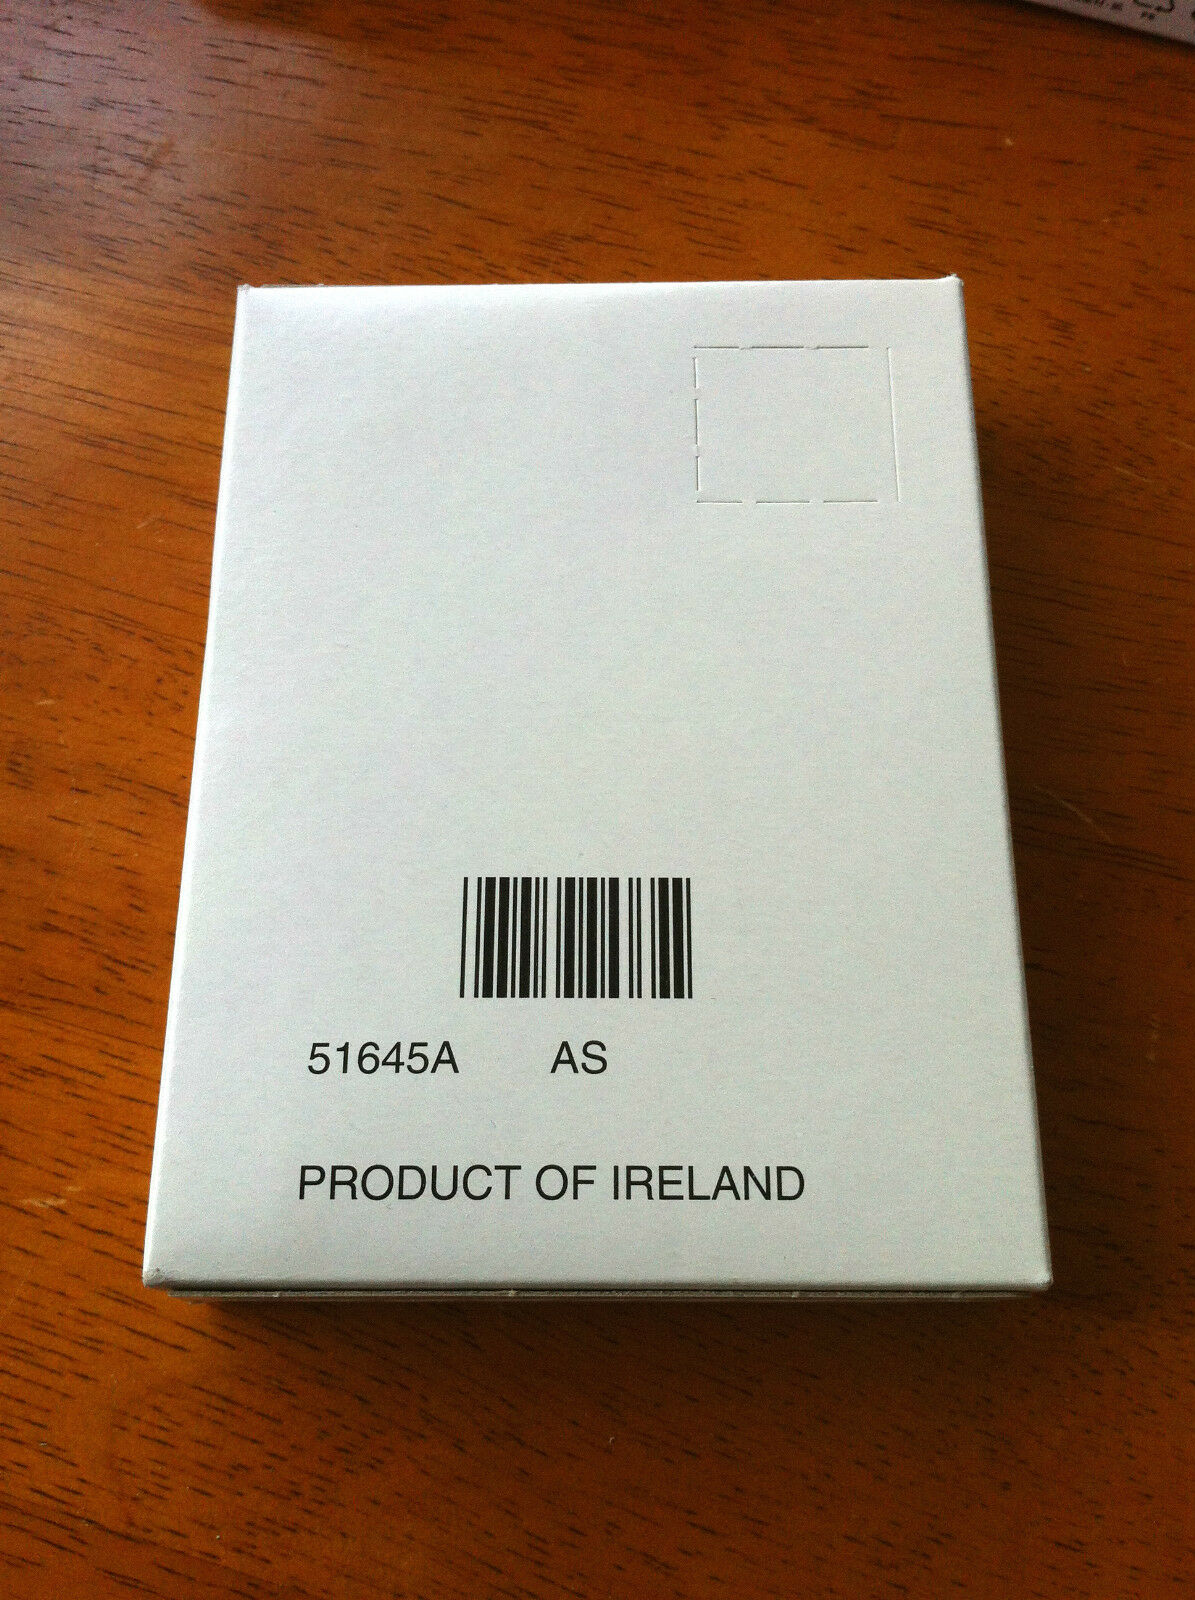 51645A AS
PRODUCT OF IRELAND